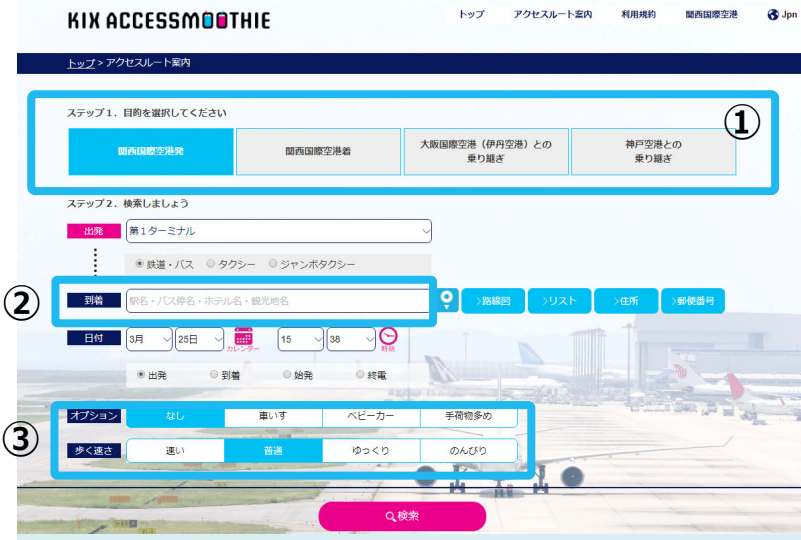 KIX ACCESSMOOTHIE
トップ アクセスルート案内 利用規約 関西国際空港 Jpn
トップ > アクセスルート案内
ステップ1. 目的を選択してください
①
関西国際空港発 関西国際空港着 大阪国際空港(伊丹空港)との
乗り継ぎ 神戸空港との
乗り継ぎ
ステップ2. 検索しましょう
出発 第1ターミナル
鉄道・バス タクシー ジャンボタクシー
②
到着 駅名・バス停名・ホテル名・観光地名 >路線図 >リスト >住所 >郵便番号
日付 3月 25日 カレンダー 15 38 時刻
出発 到着 始発 終電
③
オプション なし 車いす ベビーカー 手荷物多め
歩く速さ 速い 普通 ゆっくり のんびり
検索